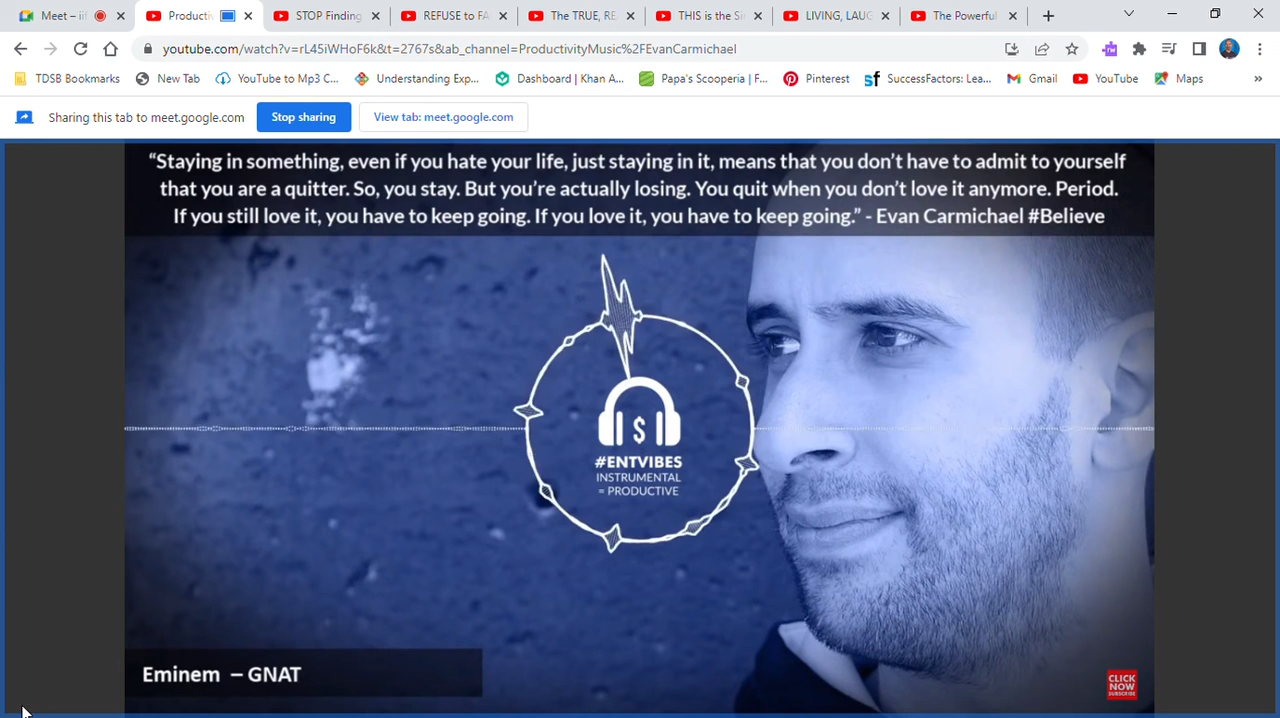 Meet – iif
Producti
STOP Finding
REFUSE to FA
The TRUE, RE
THIS is the Si
LIVING, LAUG
The Powerful
youtube.com/watch?v=rL45iWHoF6k&t=2767s&ab_channel=ProductivityMusic%2FEvanCarmichael
TDSB Bookmarks
New Tab
YouTube to Mp3 C...
Understanding Exp...
Dashboard | Khan A...
Papa's Scooperia | F...
Pinterest
SuccessFactors: Lea...
Gmail
YouTube
Maps
»
Sharing this tab to meet.google.com
Stop sharing
View tab: meet.google.com
“Staying in something, even if you hate your life, just staying in it, means that you don’t have to admit to yourself
that you are a quitter. So, you stay. But you’re actually losing. You quit when you don’t love it anymore. Period.
If you still love it, you have to keep going. If you love it, you have to keep going.” - Evan Carmichael #Believe
$
#ENTVIBES
INSTRUMENTAL
= PRODUCTIVE
Eminem – GNAT
CLICK
NOW
SUBSCRIBE